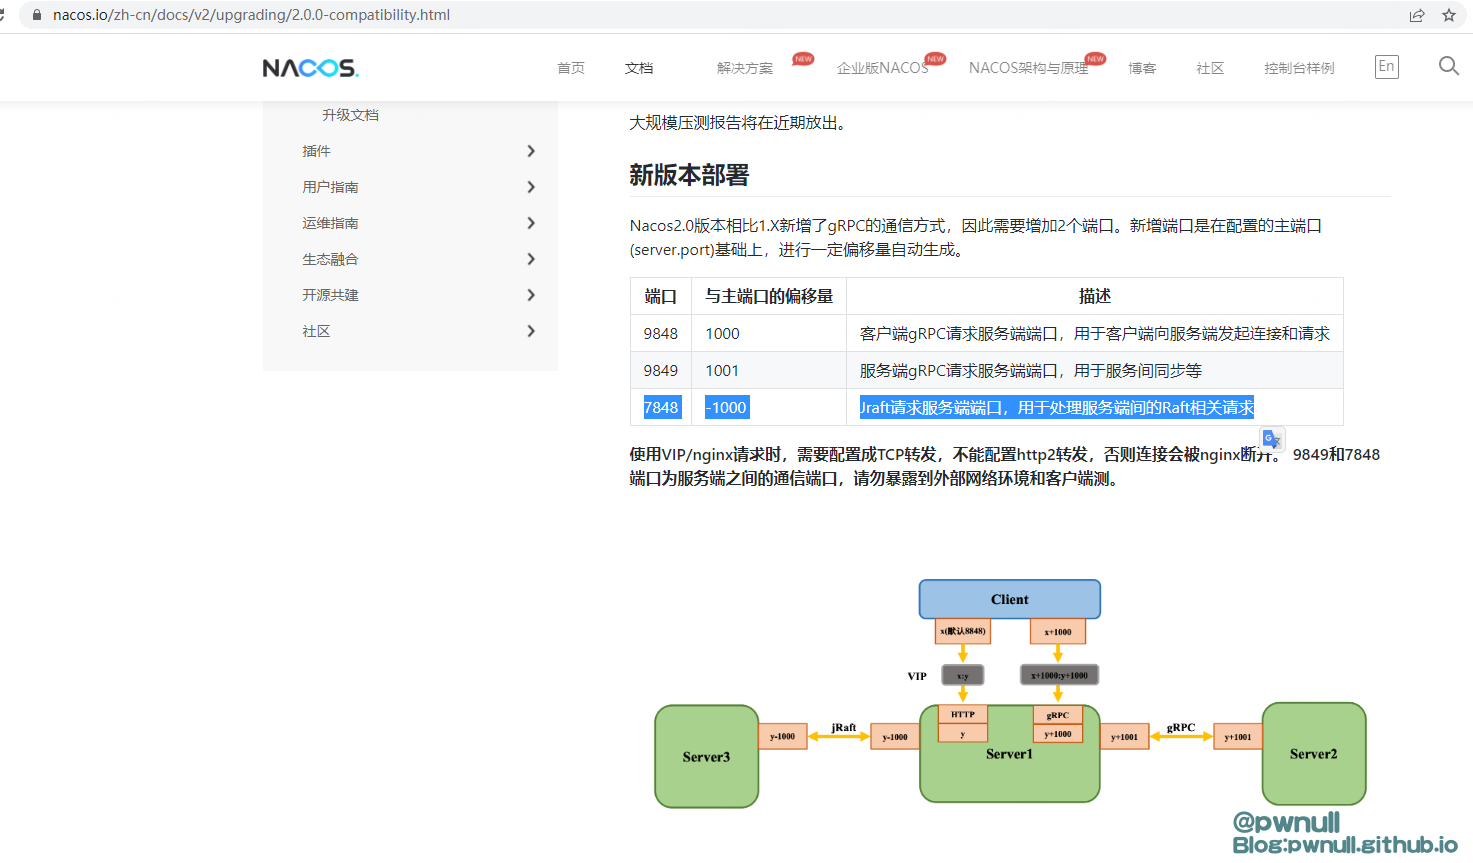 nacos.io/zh-cn/docs/v2/upgrading/2.0.0-compatibility.html
NACOS.
首页
文档
解决方案
NEW
企业版NACOS
NEW
NACOS架构与原理
NEW
博客
社区
控制台样例
En
升级文档
插件
用户指南
运维指南
生态融合
开源共建
社区
大规模压测报告将在近期放出。
新版本部署
Nacos2.0版本相比1.X新增了gRPC的通信方式，因此需要增加2个端口。新增端口是在配置的主端口
(server.port)基础上，进行一定偏移量自动生成。
端口 与主端口的偏移量 描述
9848 1000 客户端gRPC请求服务端端口，用于客户端向服务端发起连接和请求
9849 1001 服务端gRPC请求服务端端口，用于服务间同步等
7848 -1000 Jraft请求服务端端口，用于处理服务端间的Raft相关请求
使用VIP/nginx请求时，需要配置成TCP转发，不能配置http2转发，否则连接会被nginx断开。 9849和7848
端口为服务端之间的通信端口，请勿暴露到外部网络环境和客户端测。
Client
x(默认8848) x+1000
VIP x:y x+1000:y+1000
HTTP gRPC
y y+1000
Server3 y-1000 jRaft y-1000 Server1 y+1001 gRPC y+1001 Server2
@pwnull
Blog:pwnull.github.io